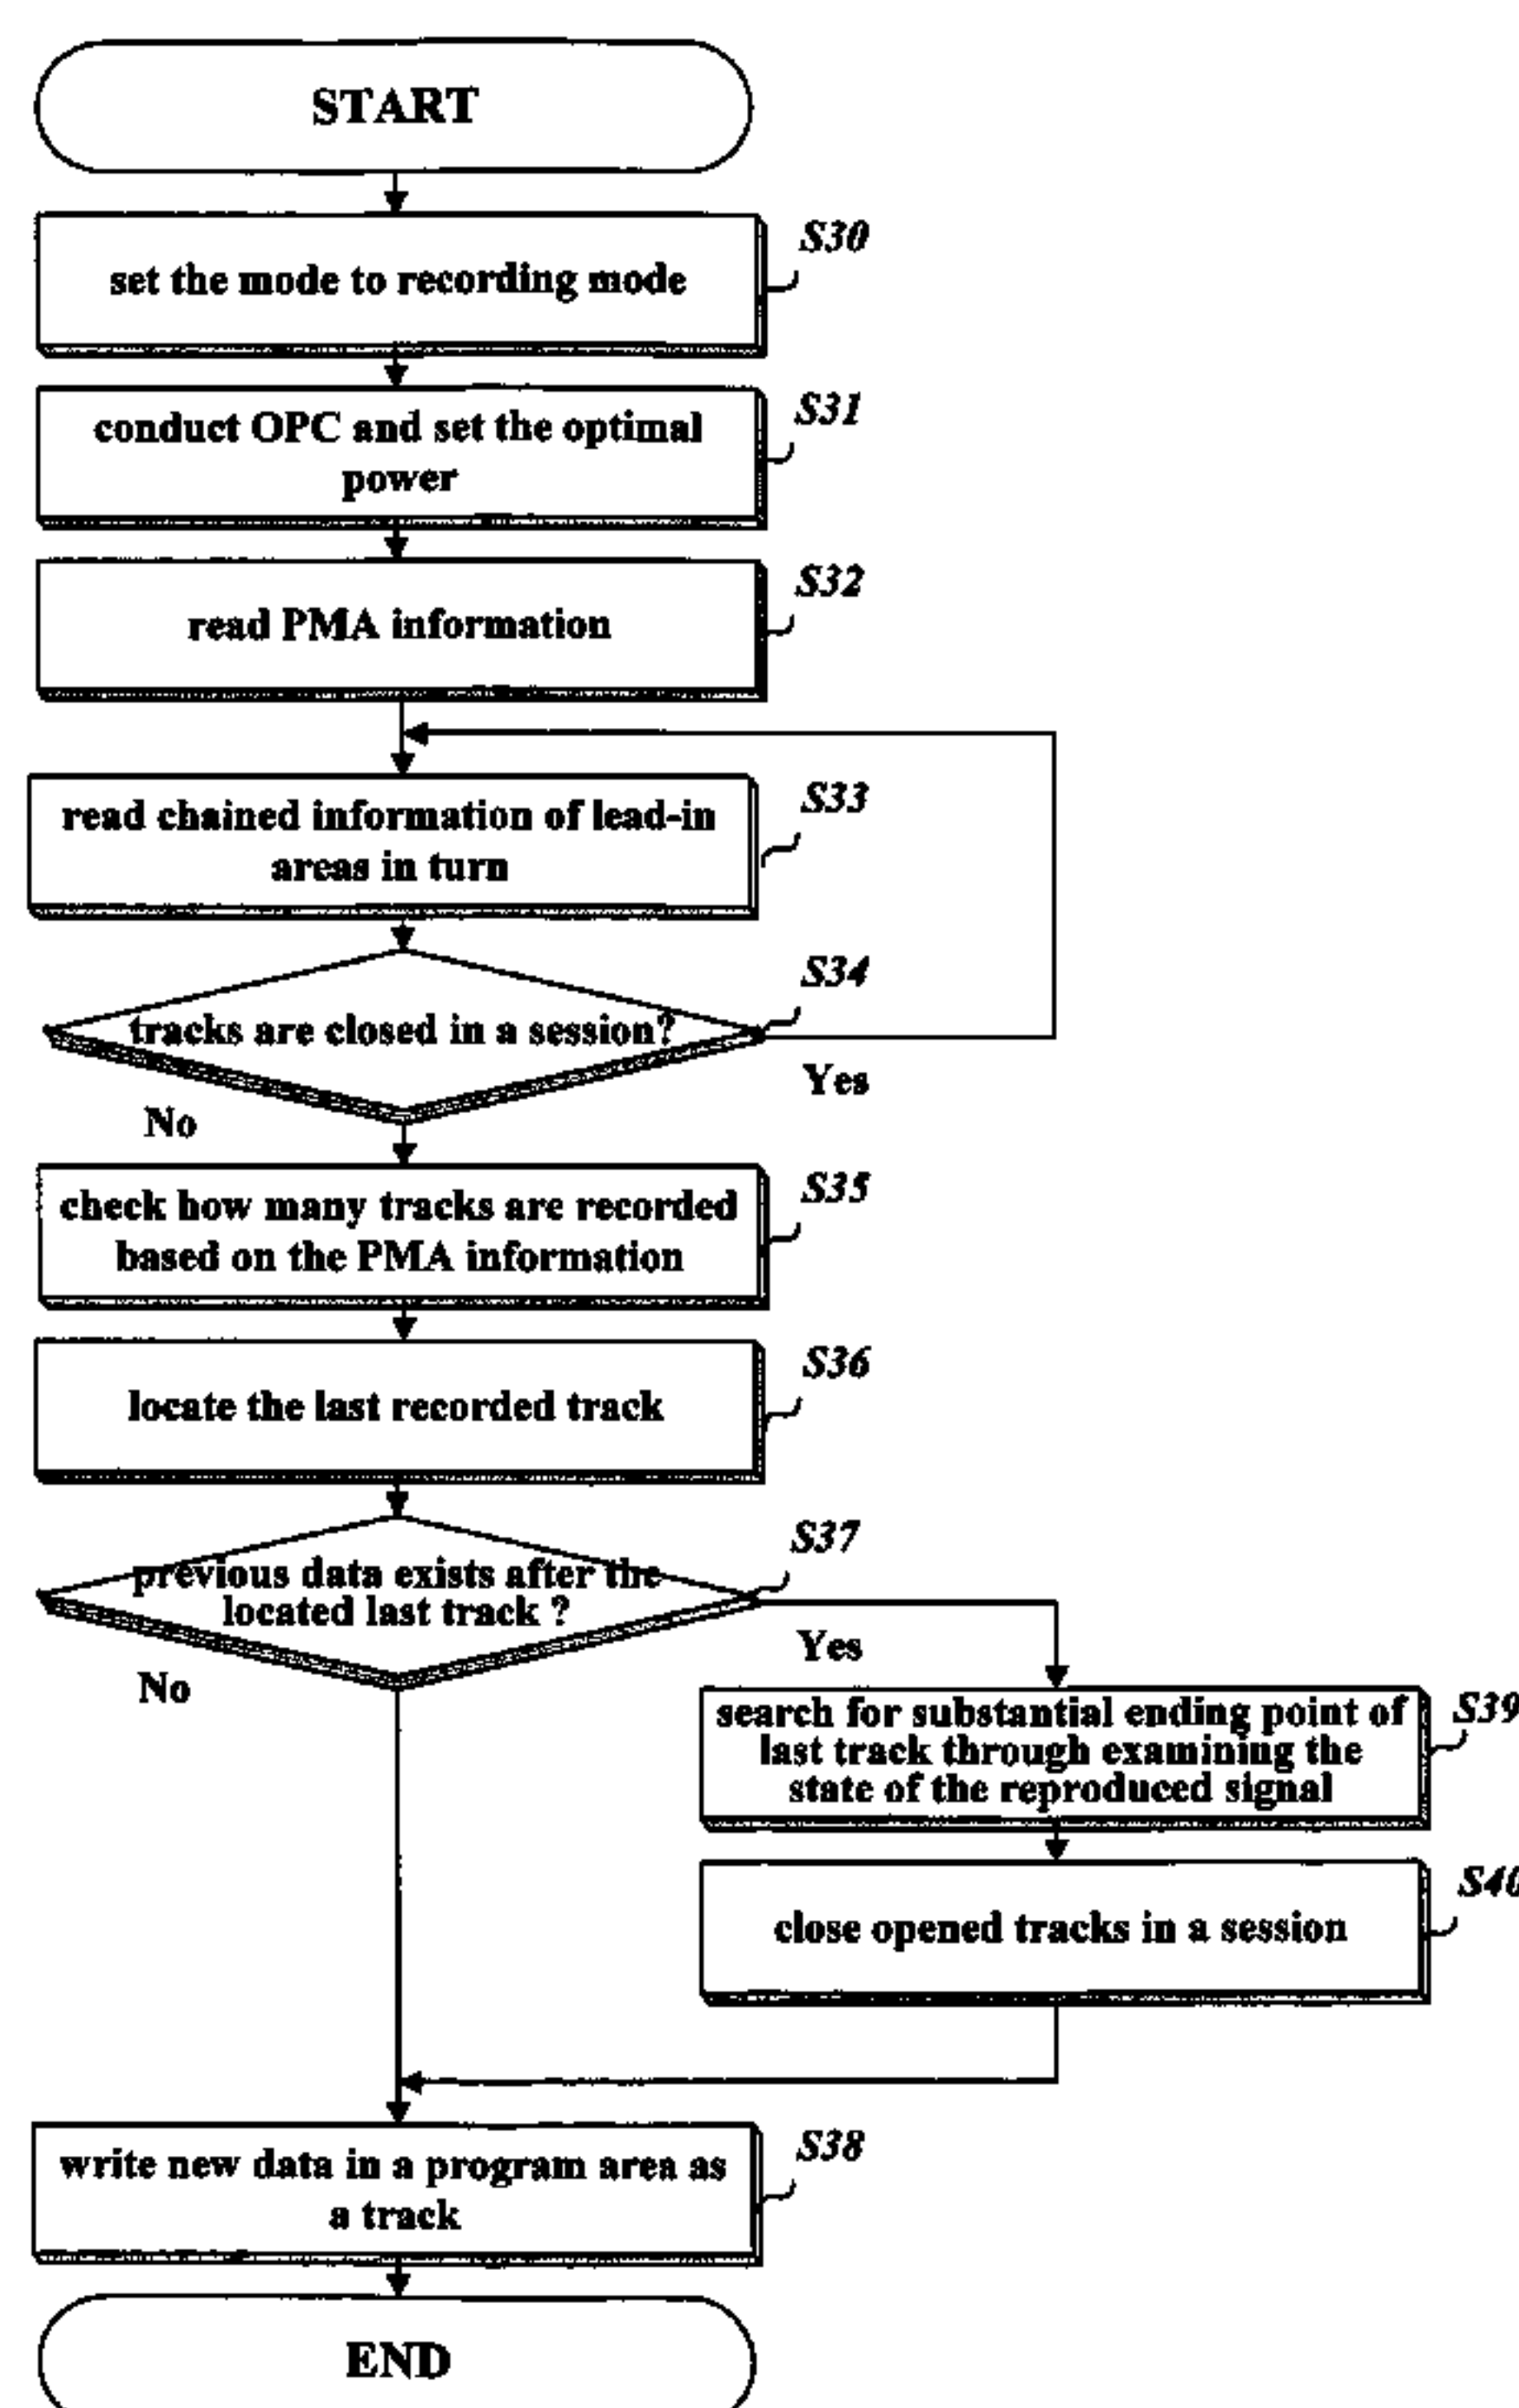 START
S30
set the mode to recording mode
S31
conduct OPC and set the optimal
power
S32
read PMA information
S33
read chained information of lead-in
areas in turn
S34
tracks are closed in a session?
Yes
No
S35
check how many tracks are recorded
based on the PMA information
S36
locate the last recorded track
S37
previous data exists after the
located last track ?
Yes
No
S39
search for substantial ending point of
last track through examining the
state of the reproduced signal
S40
close opened tracks in a session
S38
write new data in a program area as
a track
END